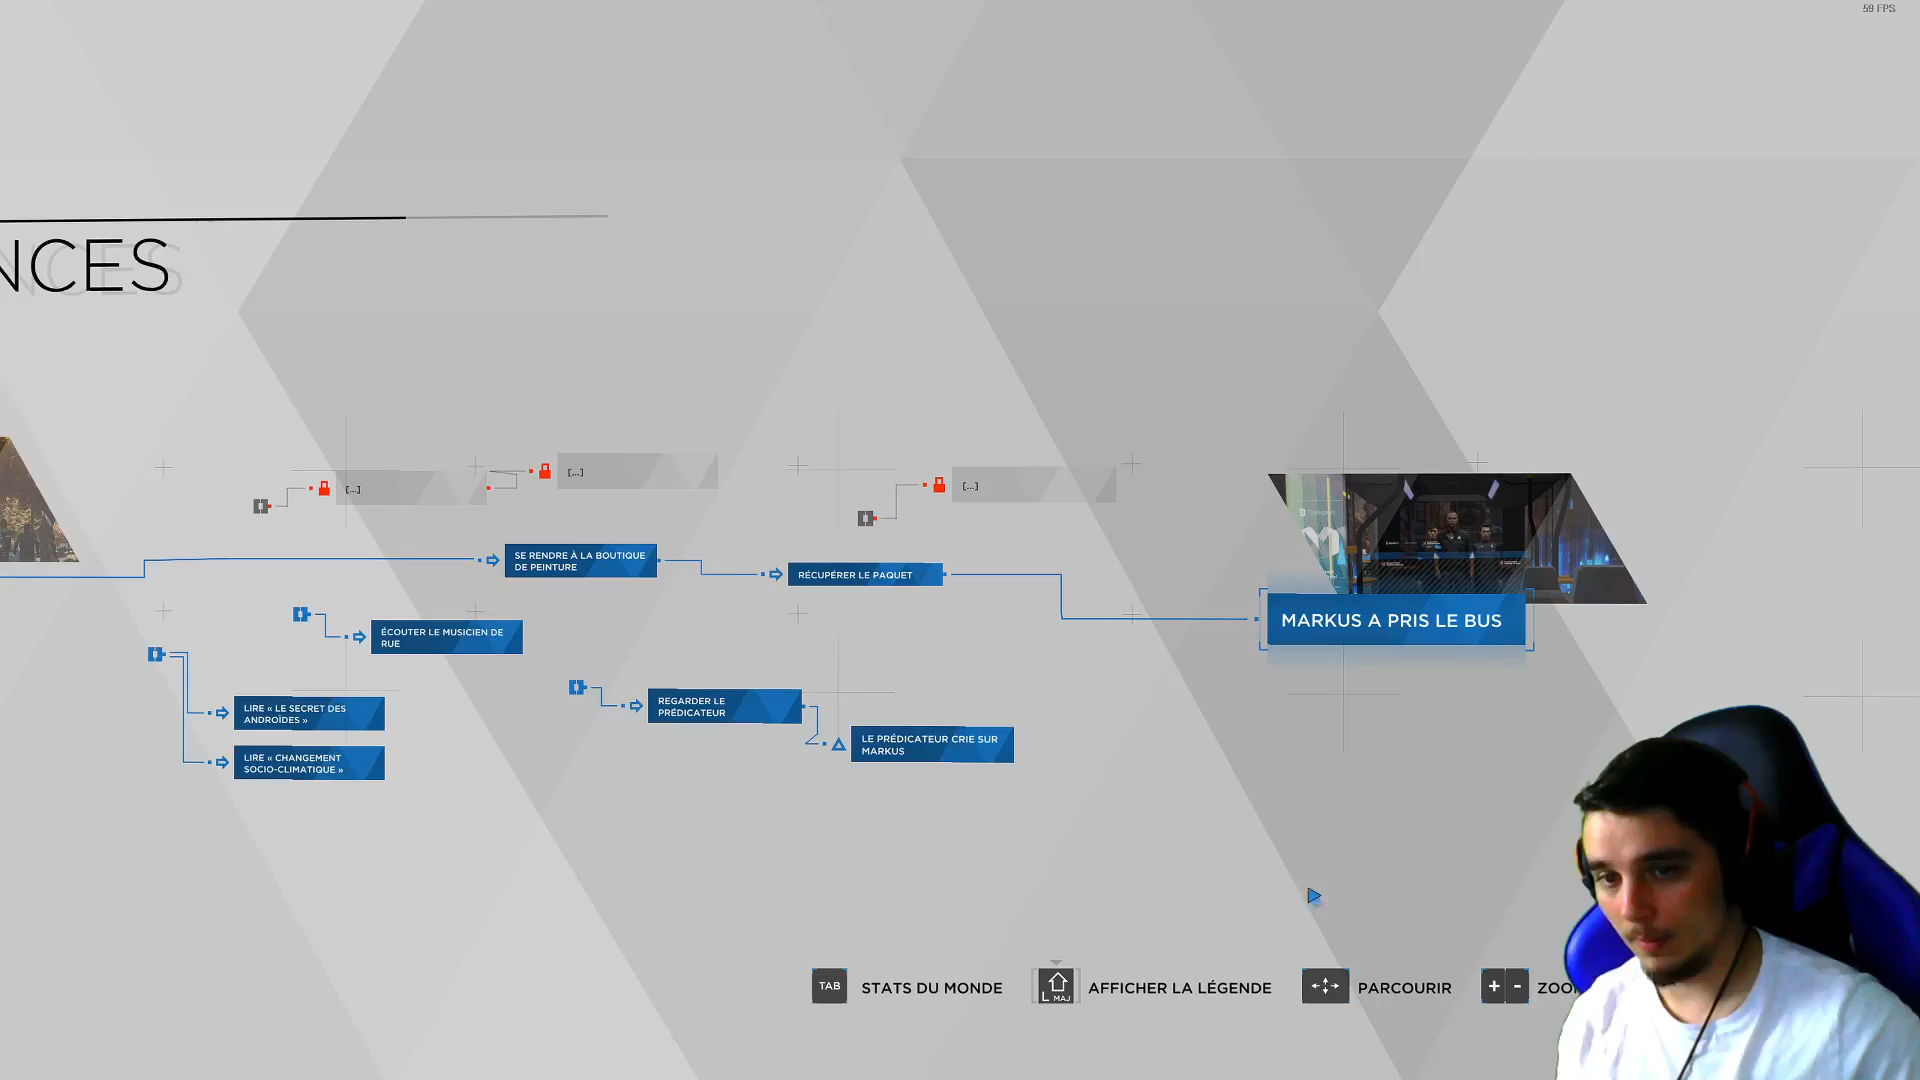 59 FPS
NCES
[...]
[...]
[...]
SE RENDRE À LA BOUTIQUE
DE PEINTURE
RÉCUPÉRER LE PAQUET
MARKUS A PRIS LE BUS
ÉCOUTER LE MUSICIEN DE
RUE
LIRE « LE SECRET DES
ANDROÏDES »
LIRE « CHANGEMENT
SOCIO-CLIMATIQUE »
REGARDER LE
PRÉDICATEUR
LE PRÉDICATEUR CRIE SUR
MARKUS
TAB
STATS DU MONDE
L MAJ
AFFICHER LA LÉGENDE
PARCOURIR
+ -
ZOO